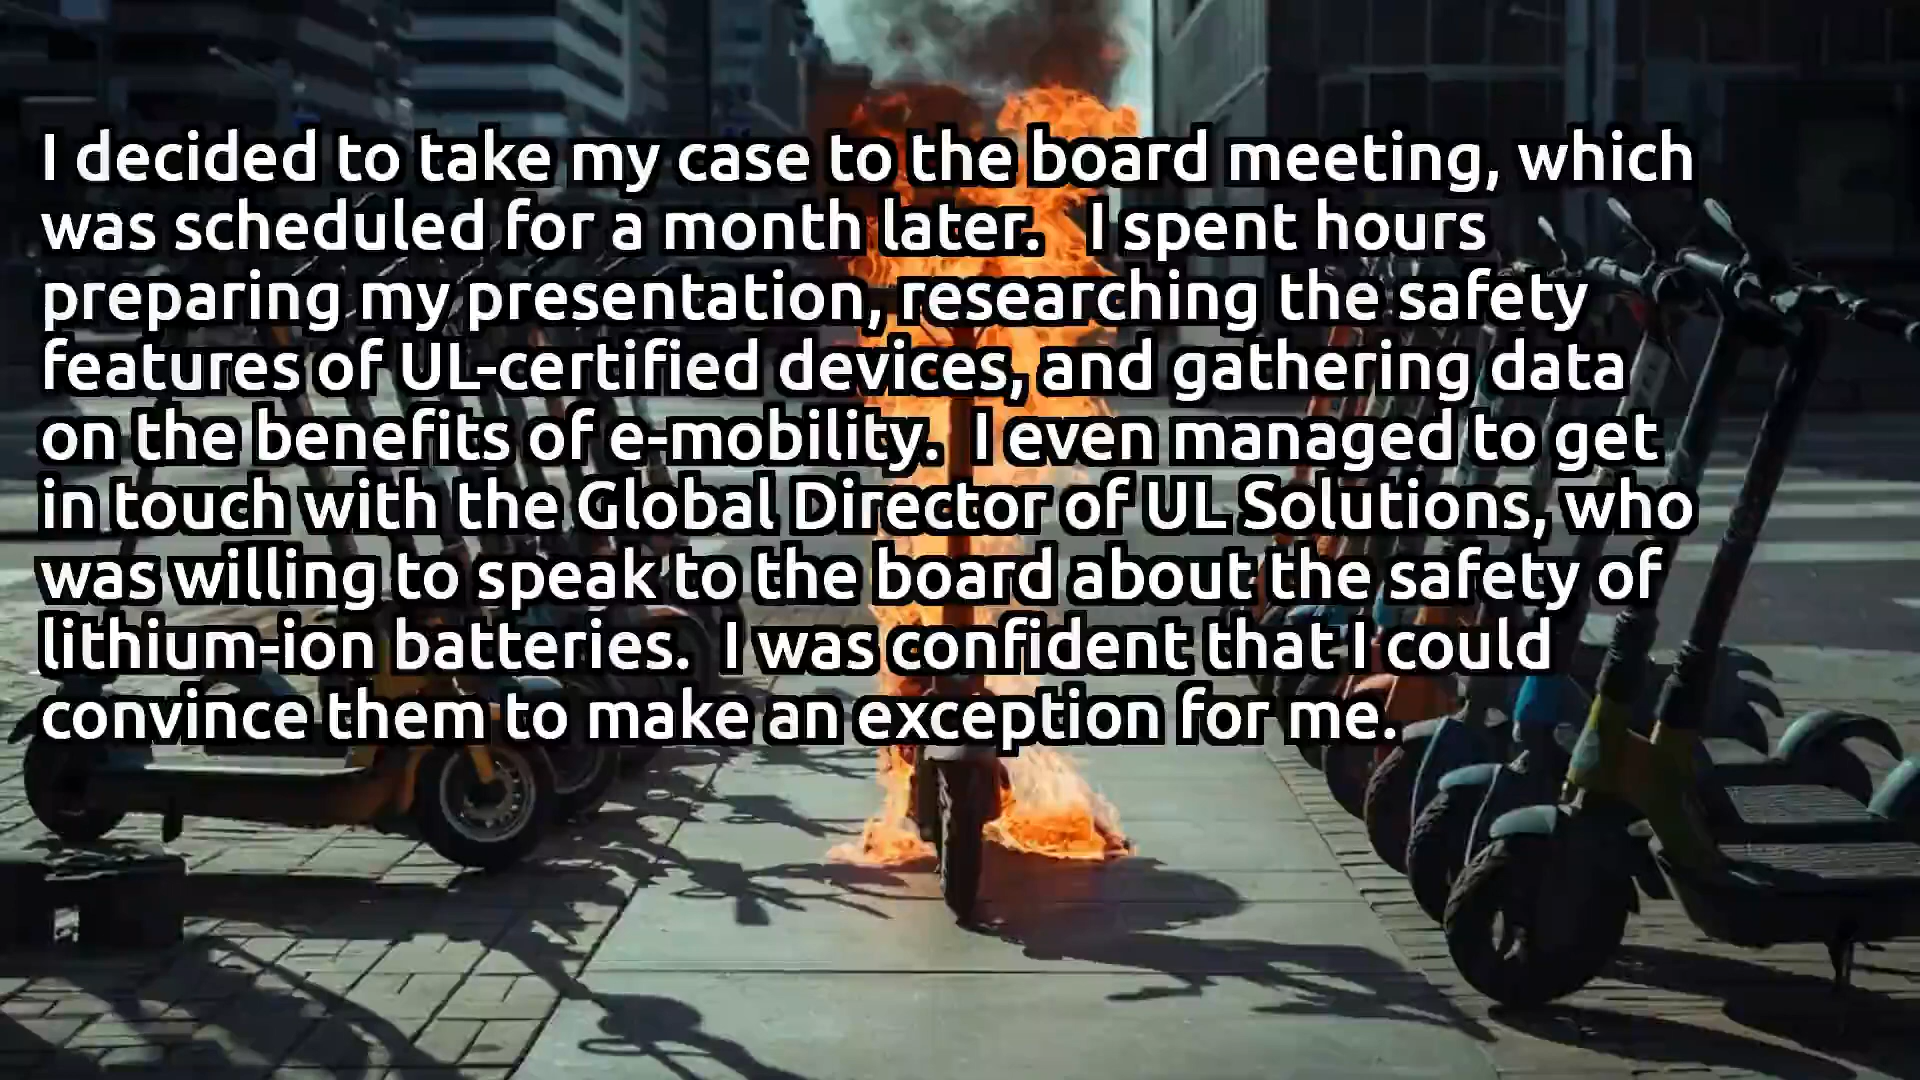 I decided to take my case to the board meeting, which
was scheduled for a month later.  I spent hours
preparing my presentation, researching the safety
features of UL-certified devices, and gathering data
on the benefits of e-mobility.  I even managed to get
in touch with the Global Director of UL Solutions, who
was willing to speak to the board about the safety of
lithium-ion batteries.  I was confident that I could
convince them to make an exception for me.